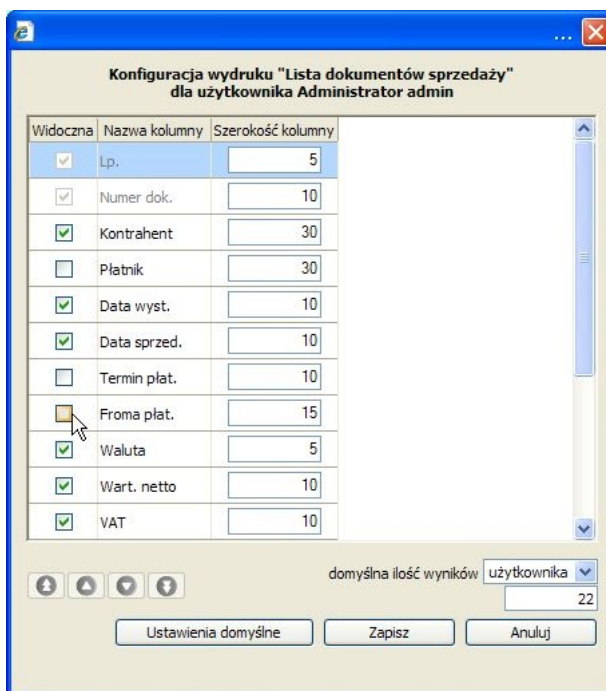 ...
Konfiguracja wydruku "Lista dokumentów sprzedaży"
dla użytkownika Administrator admin
Widoczna Nazwa kolumny Szerokość kolumny
Lp. 5
Numer dok. 10
Kontrahent 30
Płatnik 30
Data wyst. 10
Data sprzed. 10
Termin płat. 10
Froma płat. 15
Waluta 5
Wart. netto 10
VAT 10
domyślna ilość wyników użytkownika
22
Ustawienia domyślne Zapisz Anuluj